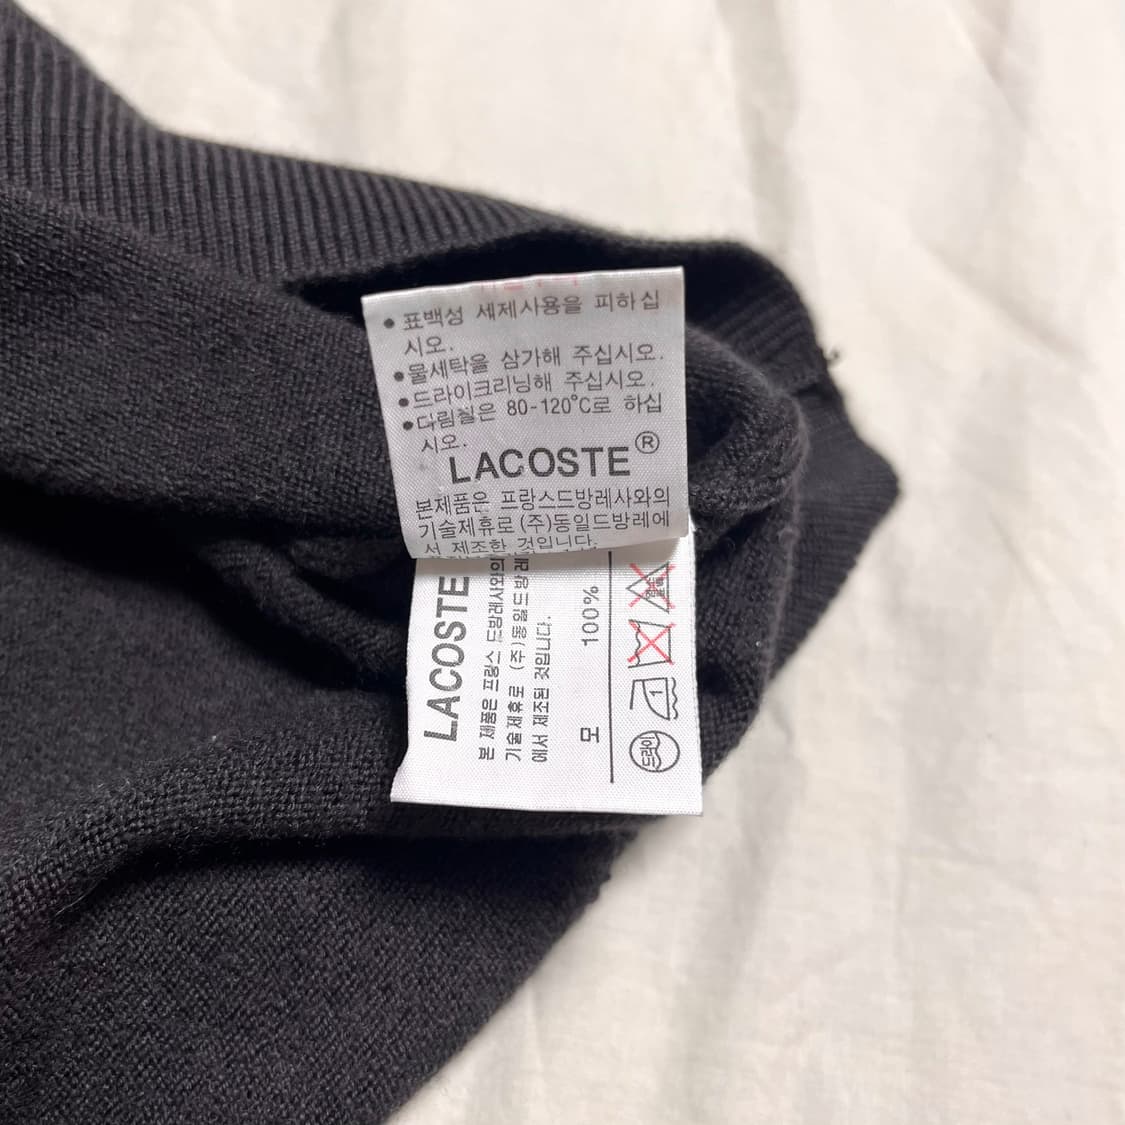 • 표백성 세제사용을 피하십
시오.
• 물세탁을 삼가해 주십시오.
• 드라이크리닝해 주십시오.
• 다림질은 80-120°C로 하십
시오.
LACOSTE®
본제품은 프랑스드방레사와의
기술제휴로 (주)동일드방레에
서 제조한 것입니다.
LACOSTE
본 제품은 프랑스 드방레사와의
기술제휴로 (주)동일드방레
에서 제조된 것입니다.
모 100%
1
드라이